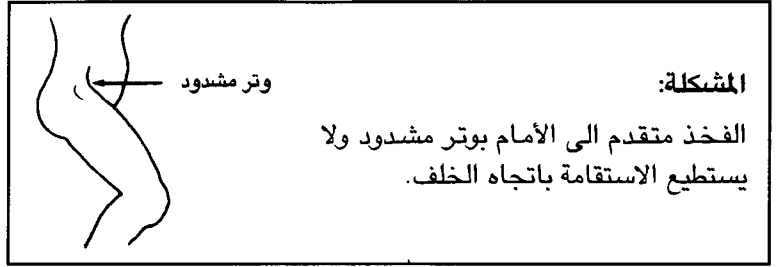 المشكلة:
الفخذ متقدم الى الأمام بوتر مشدود ولا
يستطيع الاستقامة باتجاه الخلف.
وتر مشدود